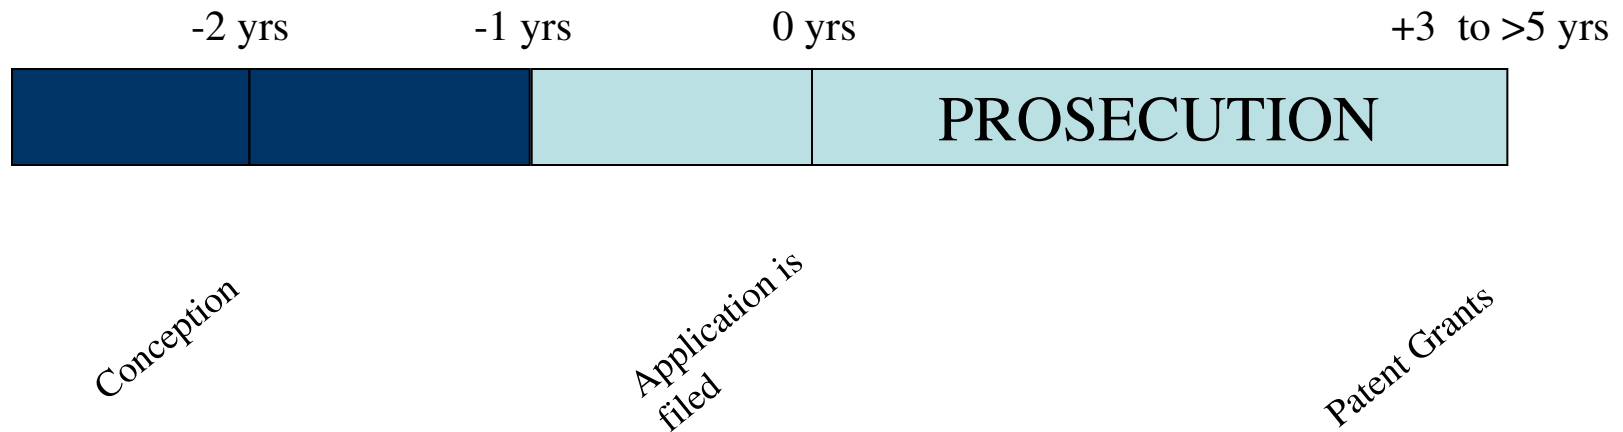 -2 yrs
-1 yrs
0 yrs
+3  to >5 yrs
PROSECUTION
Conception
Application is
filed
Patent Grants